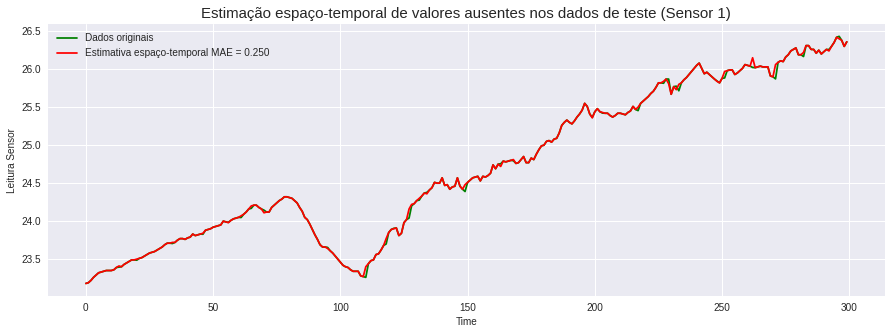 Estimação espaço-temporal de valores ausentes nos dados de teste (Sensor 1)
Dados originais
Estimativa espaço-temporal MAE = 0.250
Leitura Sensor
26.5
26.0
25.5
25.0
24.5
24.0
23.5
0 50 100 150 200 250 300
Time